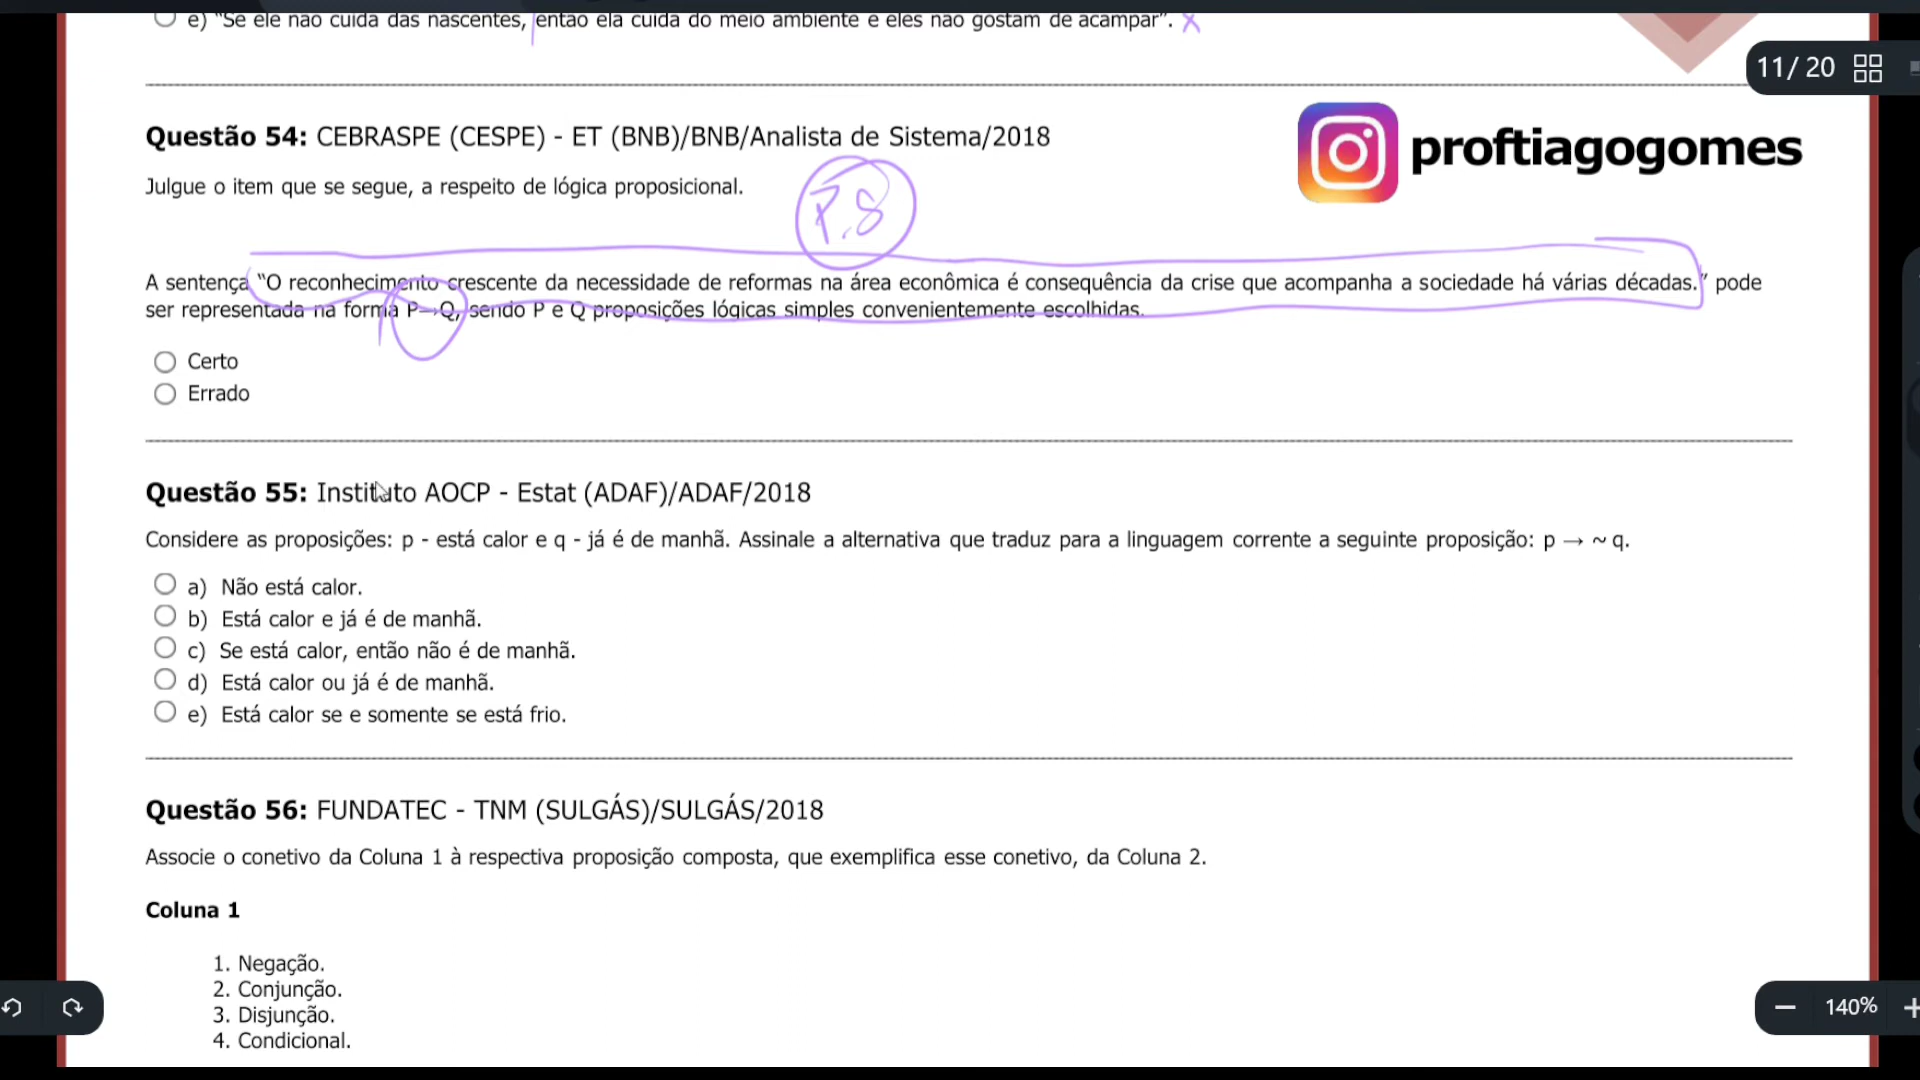 e) "Se ele não cuida das nascentes, então ela cuida do meio ambiente e eles não gostam de acampar". X
11/ 20
Questão 54: CEBRASPE (CESPE) - ET (BNB)/BNB/Analista de Sistema/2018
proftiagogomes
Julgue o item que se segue, a respeito de lógica proposicional.
P.S
A sentença "O reconhecimento crescente da necessidade de reformas na área econômica é consequência da crise que acompanha a sociedade há várias décadas." pode
ser representada na forma P→Q, sendo P e Q proposições lógicas simples convenientemente escolhidas.
Certo
Errado
Questão 55: Instituto AOCP - Estat (ADAF)/ADAF/2018
Considere as proposições: p - está calor e q - já é de manhã. Assinale a alternativa que traduz para a linguagem corrente a seguinte proposição: p → ~ q.
a) Não está calor.
b) Está calor e já é de manhã.
c) Se está calor, então não é de manhã.
d) Está calor ou já é de manhã.
e) Está calor se e somente se está frio.
Questão 56: FUNDATEC - TNM (SULGÁS)/SULGÁS/2018
Associe o conetivo da Coluna 1 à respectiva proposição composta, que exemplifica esse conetivo, da Coluna 2.
Coluna 1
1. Negação.
2. Conjunção.
3. Disjunção.
4. Condicional.
140%